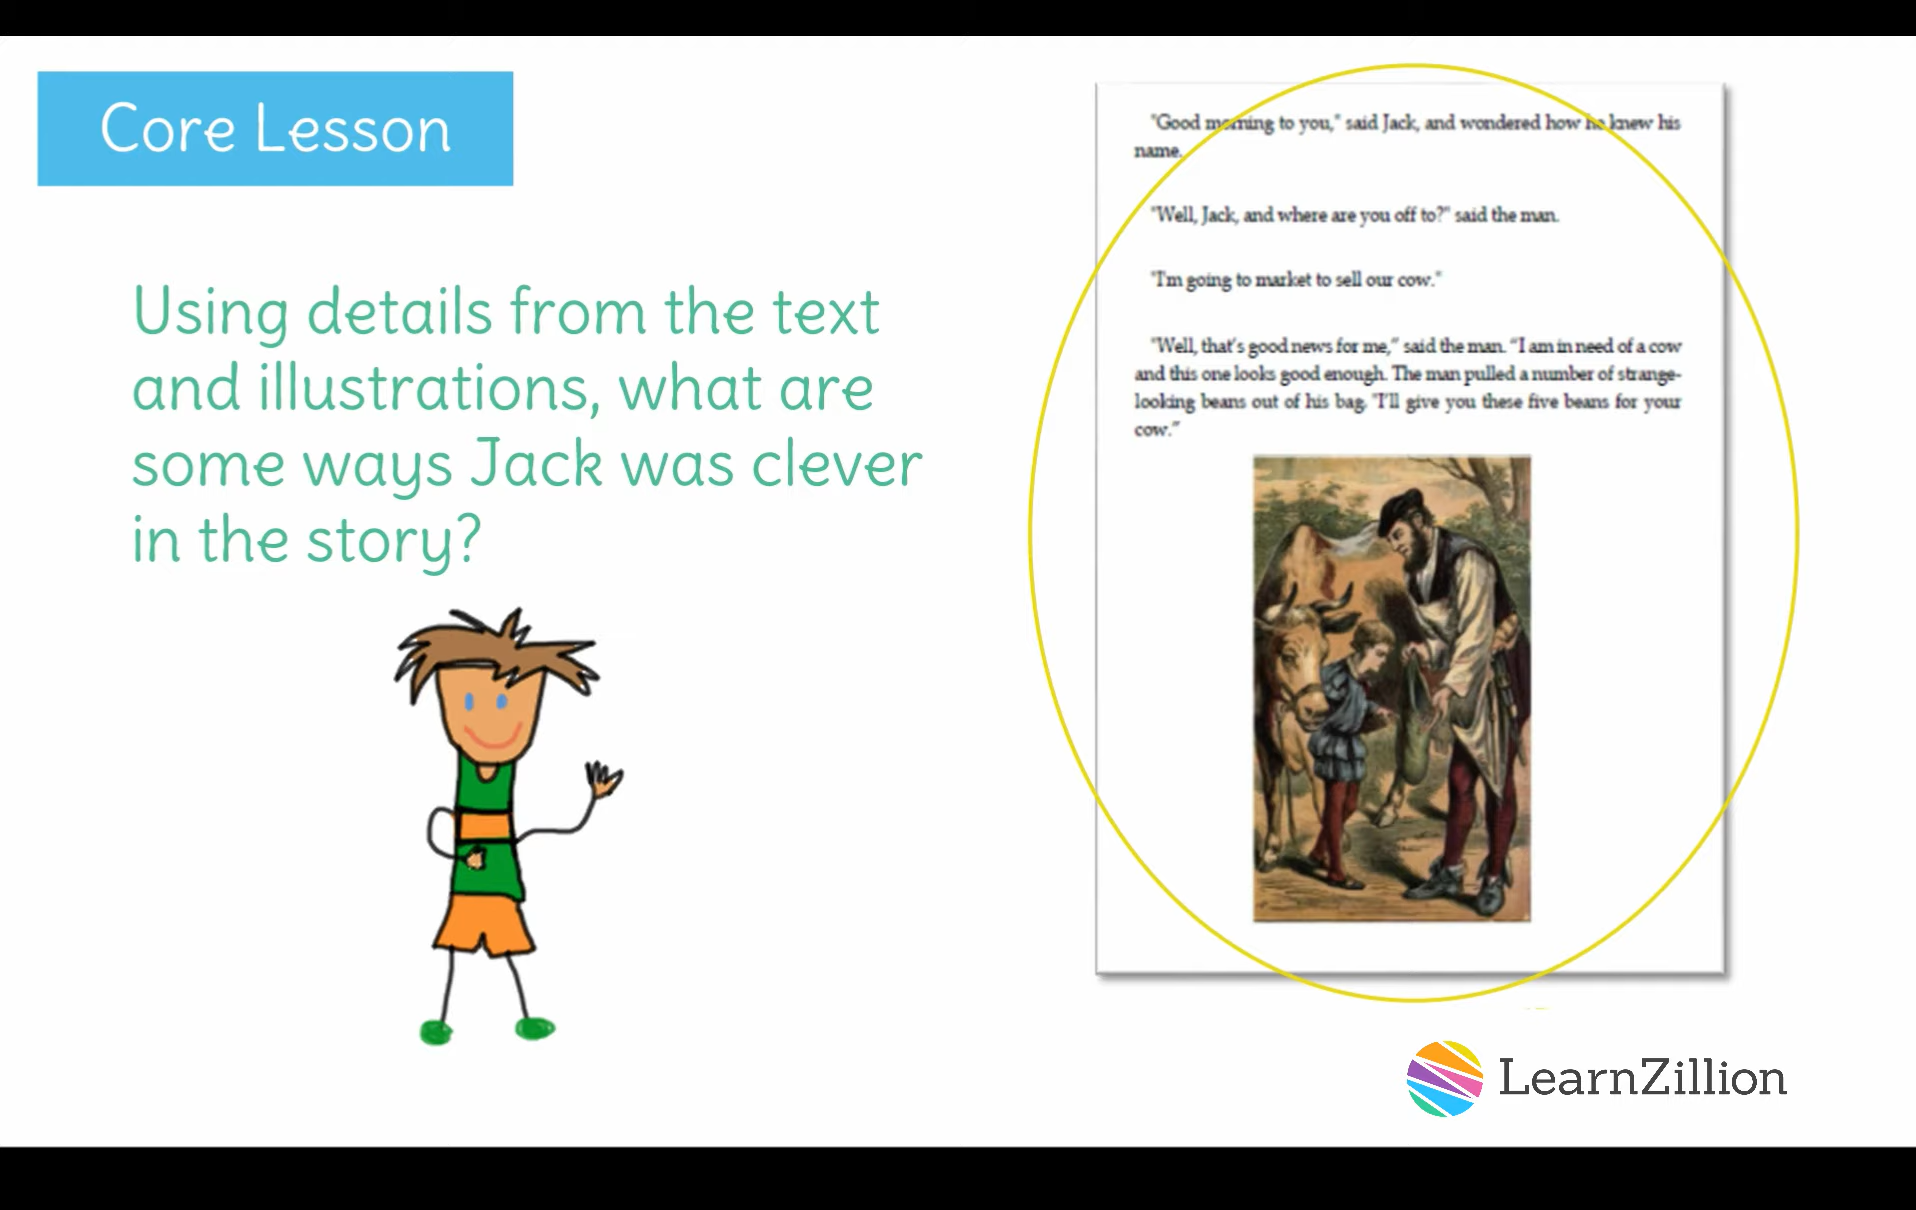 Core Lesson
Using details from the text
and illustrations, what are
some ways Jack was clever
in the story?
"Good morning to you," said Jack, and wondered how he knew his
name.
"Well, Jack, and where are you off to?" said the man.
"I'm going to market to sell our cow."
"Well, that's good news for me," said the man. "I am in need of a cow
and this one looks good enough. The man pulled a number of strange-
looking beans out of his bag. "I'll give you these five beans for your
cow."
LearnZillion